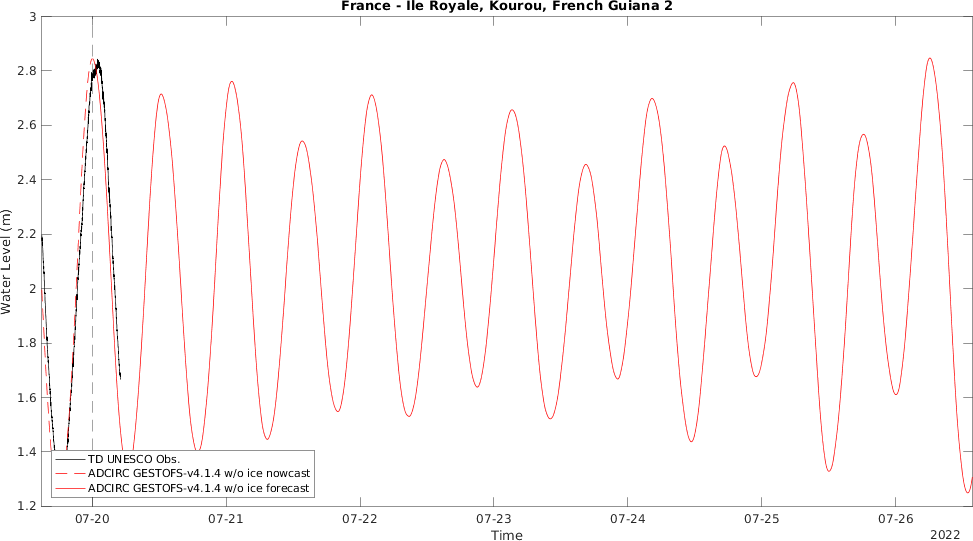 France - Ile Royale, Kourou, French Guiana 2
3
2.8
2.6
2.4
2.2
2
1.8
1.6
1.4
1.2
Water Level (m)
TD UNESCO Obs.
ADCIRC GESTOFS-v4.1.4 w/o ice nowcast
ADCIRC GESTOFS-v4.1.4 w/o ice forecast
07-20 07-21 07-22 07-23 07-24 07-25 07-26
Time
2022